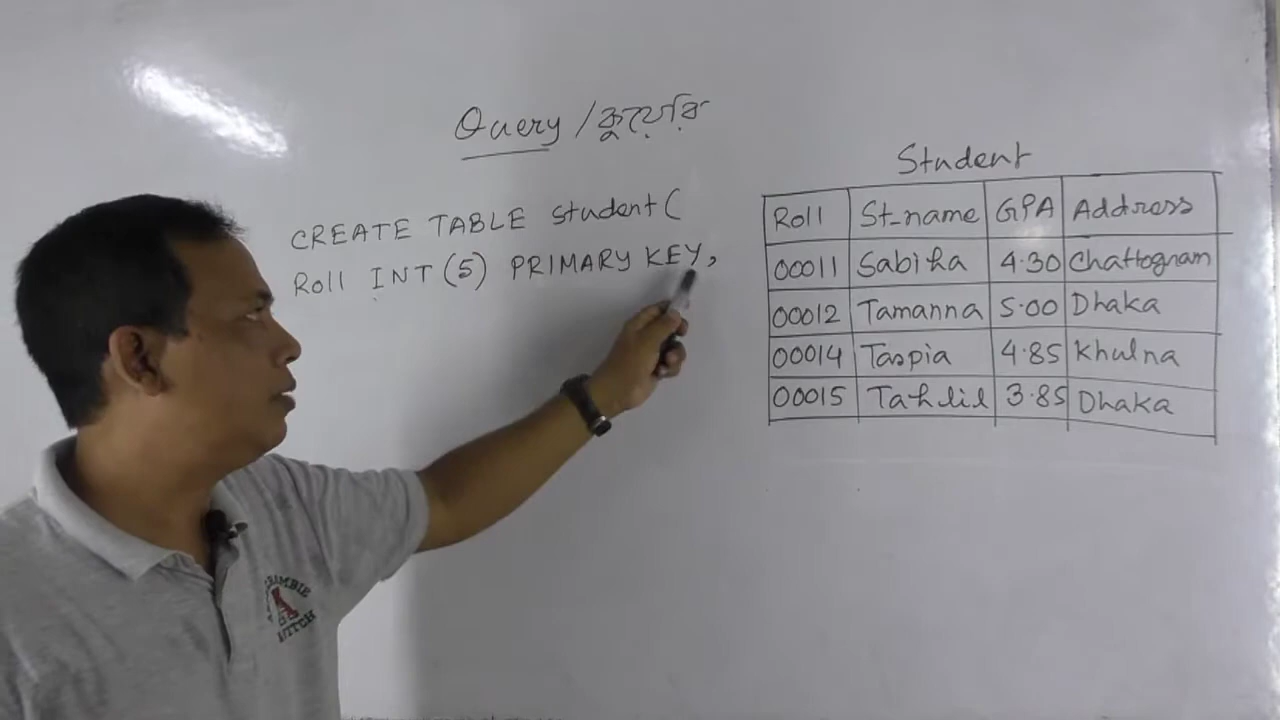 Query / কুয়েরি
CREATE TABLE Student (
Roll INT (5) PRIMARY KEY,
Student
Roll St_name GPA Address
00011 Sabiha 4.30 Chattogram
00012 Tamanna 5.00 Dhaka
00014 Taspia 4.85 Khulna
00015 Tahlil 3.85 Dhaka